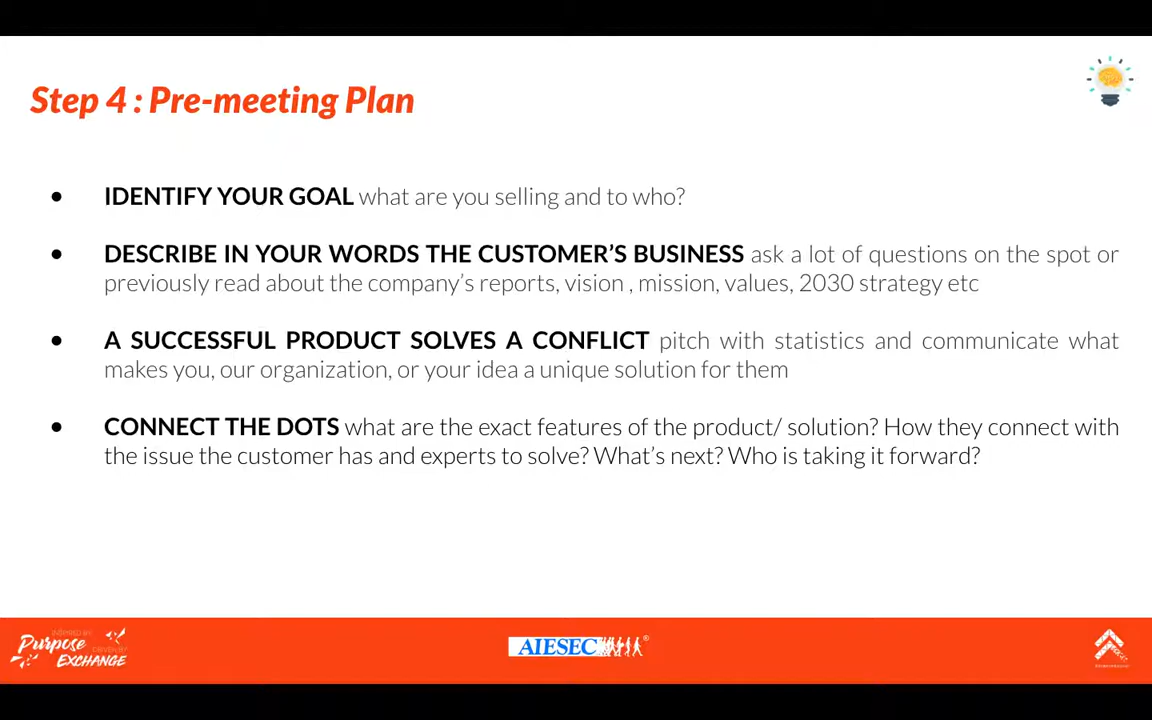 Step 4 : Pre-meeting Plan
● IDENTIFY YOUR GOAL what are you selling and to who?
● DESCRIBE IN YOUR WORDS THE CUSTOMER'S BUSINESS ask a lot of questions on the spot or
previously read about the company's reports, vision , mission, values, 2030 strategy etc
● A SUCCESSFUL PRODUCT SOLVES A CONFLICT pitch with statistics and communicate what
makes you, our organization, or your idea a unique solution for them
● CONNECT THE DOTS what are the exact features of the product/ solution? How they connect with
the issue the customer has and experts to solve? What's next? Who is taking it forward?
Purpose
EXCHANGE
AIESEC®